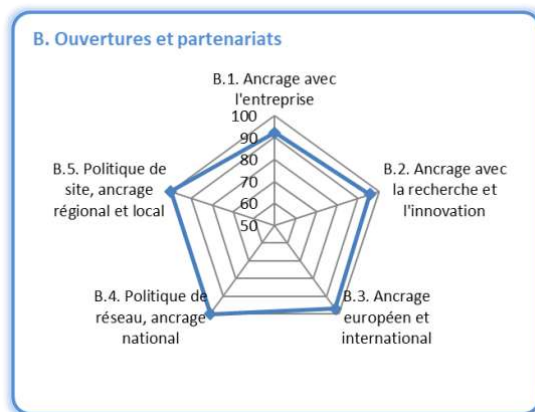 B. Ouvertures et partenariats
B.1. Ancrage avec
l'entreprise
100
90
80
70
60
50
B.2. Ancrage avec
la recherche et
l'innovation
B.3. Ancrage
européen et
international
B.4. Politique de
réseau, ancrage
national
B.5. Politique de
site, ancrage
régional et local